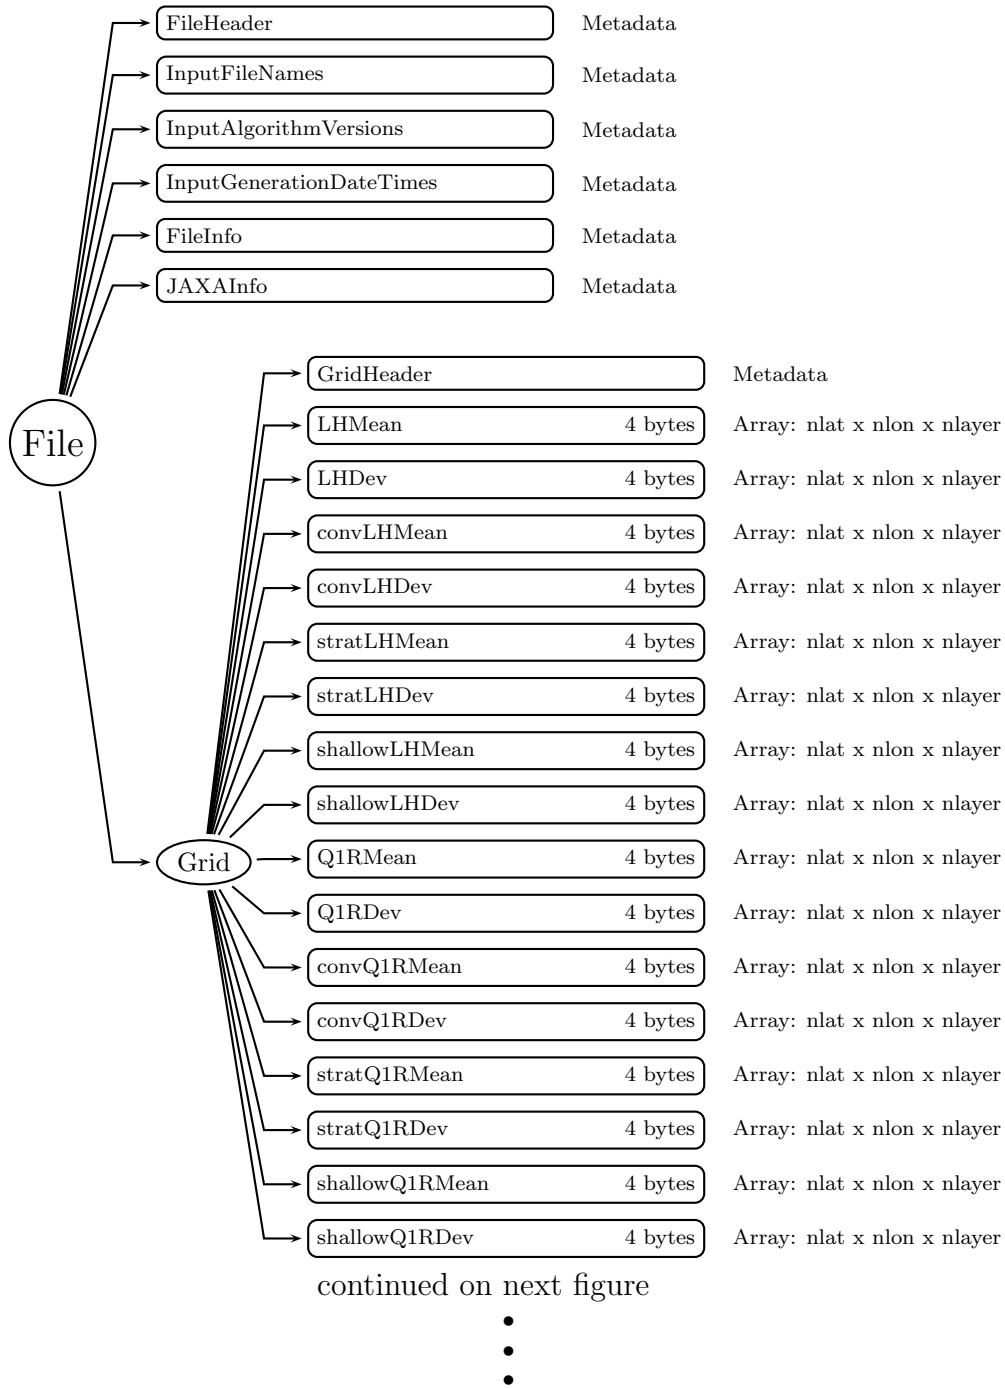 FileHeader Metadata
InputFileNames Metadata
InputAlgorithmVersions Metadata
InputGenerationDateTimes Metadata
FileInfo Metadata
JAXAInfo Metadata
GridHeader Metadata
LHMean 4 bytes Array: nlat x nlon x nlayer
File
LHDev 4 bytes Array: nlat x nlon x nlayer
convLHMean 4 bytes Array: nlat x nlon x nlayer
convLHDev 4 bytes Array: nlat x nlon x nlayer
stratLHMean 4 bytes Array: nlat x nlon x nlayer
stratLHDev 4 bytes Array: nlat x nlon x nlayer
shallowLHMean 4 bytes Array: nlat x nlon x nlayer
shallowLHDev 4 bytes Array: nlat x nlon x nlayer
Grid
Q1RMean 4 bytes Array: nlat x nlon x nlayer
Q1RDev 4 bytes Array: nlat x nlon x nlayer
convQ1RMean 4 bytes Array: nlat x nlon x nlayer
convQ1RDev 4 bytes Array: nlat x nlon x nlayer
stratQ1RMean 4 bytes Array: nlat x nlon x nlayer
stratQ1RDev 4 bytes Array: nlat x nlon x nlayer
shallowQ1RMean 4 bytes Array: nlat x nlon x nlayer
shallowQ1RDev 4 bytes Array: nlat x nlon x nlayer
continued on next figure